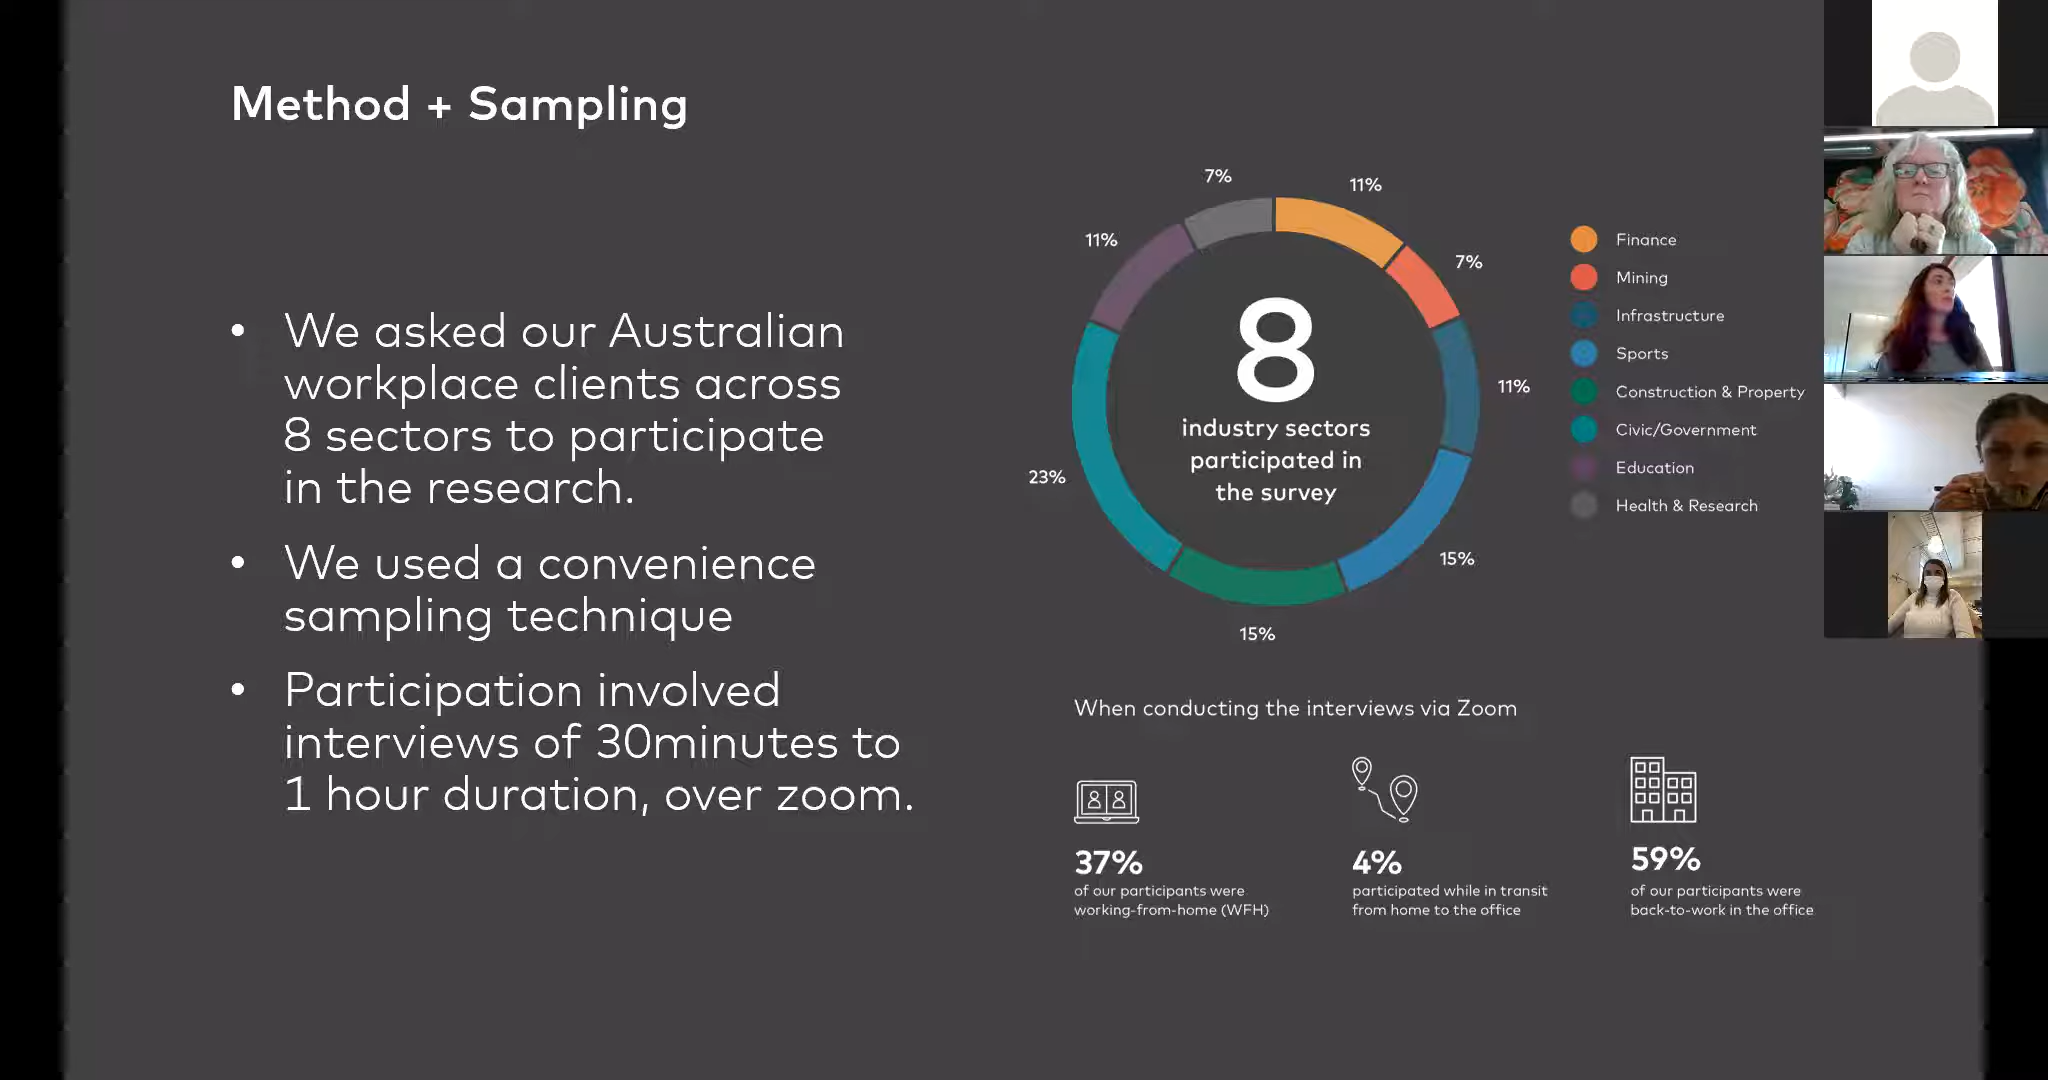 Method + Sampling
• We asked our Australian
workplace clients across
8 sectors to participate
in the research.
• We used a convenience
sampling technique
• Participation involved
interviews of 30minutes to
1 hour duration, over zoom.
7%
11%
11%
7%
11%
23%
15%
15%
8
industry sectors
participated in
the survey
Finance
Mining
Infrastructure
Sports
Construction & Property
Civic/Government
Education
Health & Research
When conducting the interviews via Zoom
37%
of our participants were
working-from-home (WFH)
4%
participated while in transit
from home to the office
59%
of our participants were
back-to-work in the office